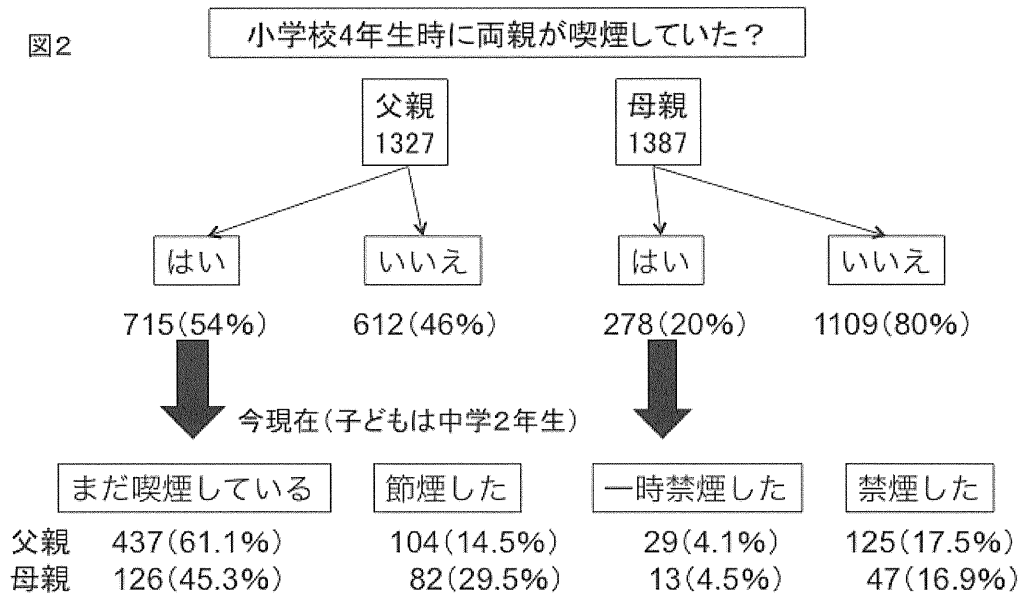 図2
小学校4年生時に両親が喫煙していた？
父親
1327
母親
1387
はい
いいえ
はい
いいえ
715(54%)
612(46%)
278(20%)
1109(80%)
今現在(子どもは中学2年生)
まだ喫煙している
節煙した
一時禁煙した
禁煙した
父親 437(61.1%) 104(14.5%) 29(4.1%) 125(17.5%)
母親 126(45.3%) 82(29.5%) 13(4.5%) 47(16.9%)